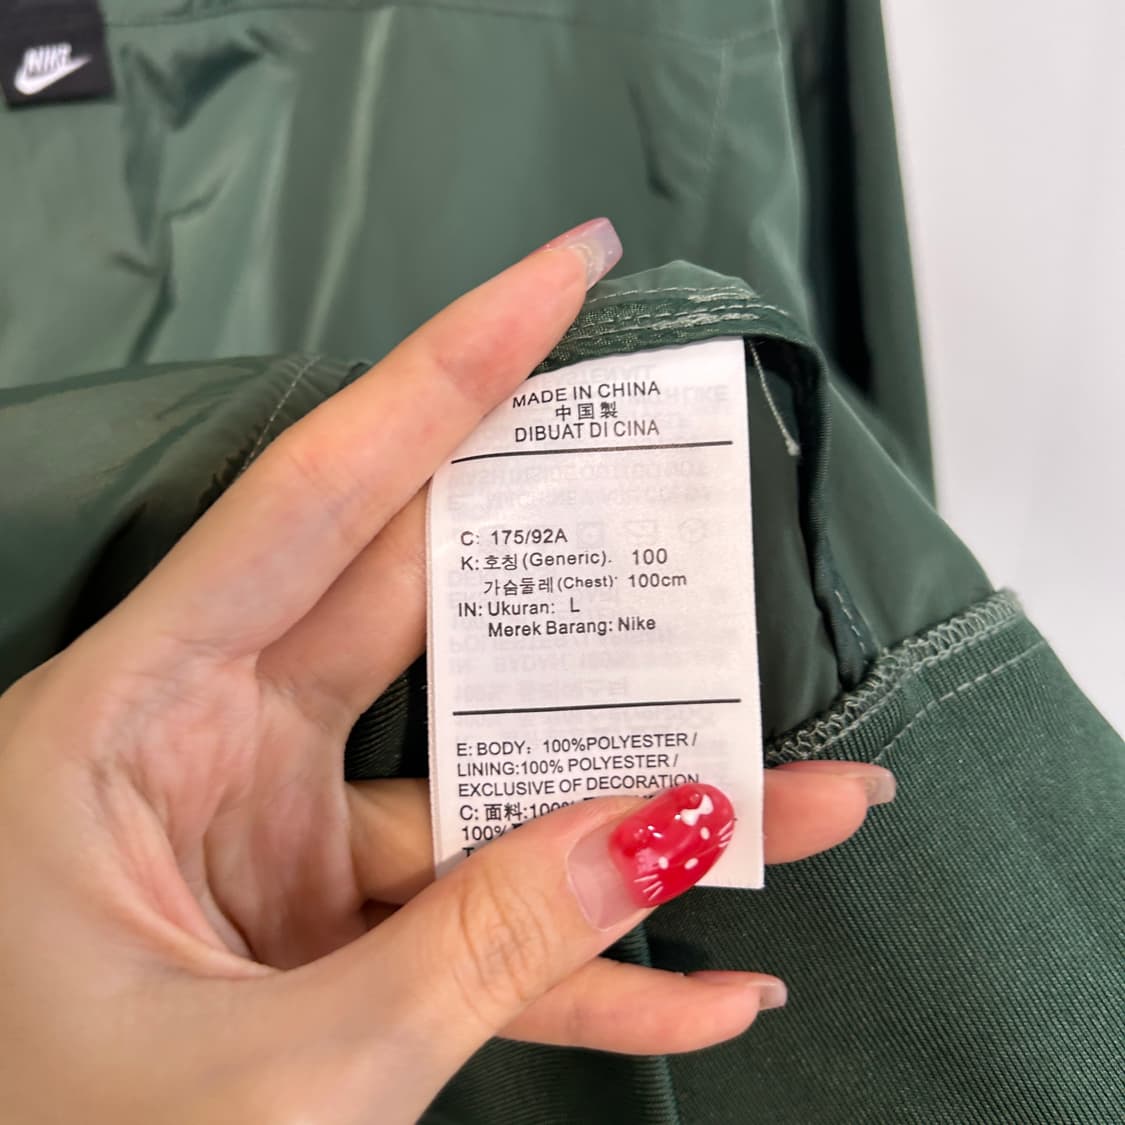 NIKE
MADE IN CHINA
中国製
DIBUAT DI CINA
C: 175/92A
K: 호칭 (Generic). 100
가슴둘레 (Chest): 100cm
IN: Ukuran: L
Merek Barang: Nike
E: BODY: 100%POLYESTER /
LINING:100% POLYESTER /
EXCLUSIVE OF DECORATION
C: 面料:100%
100%